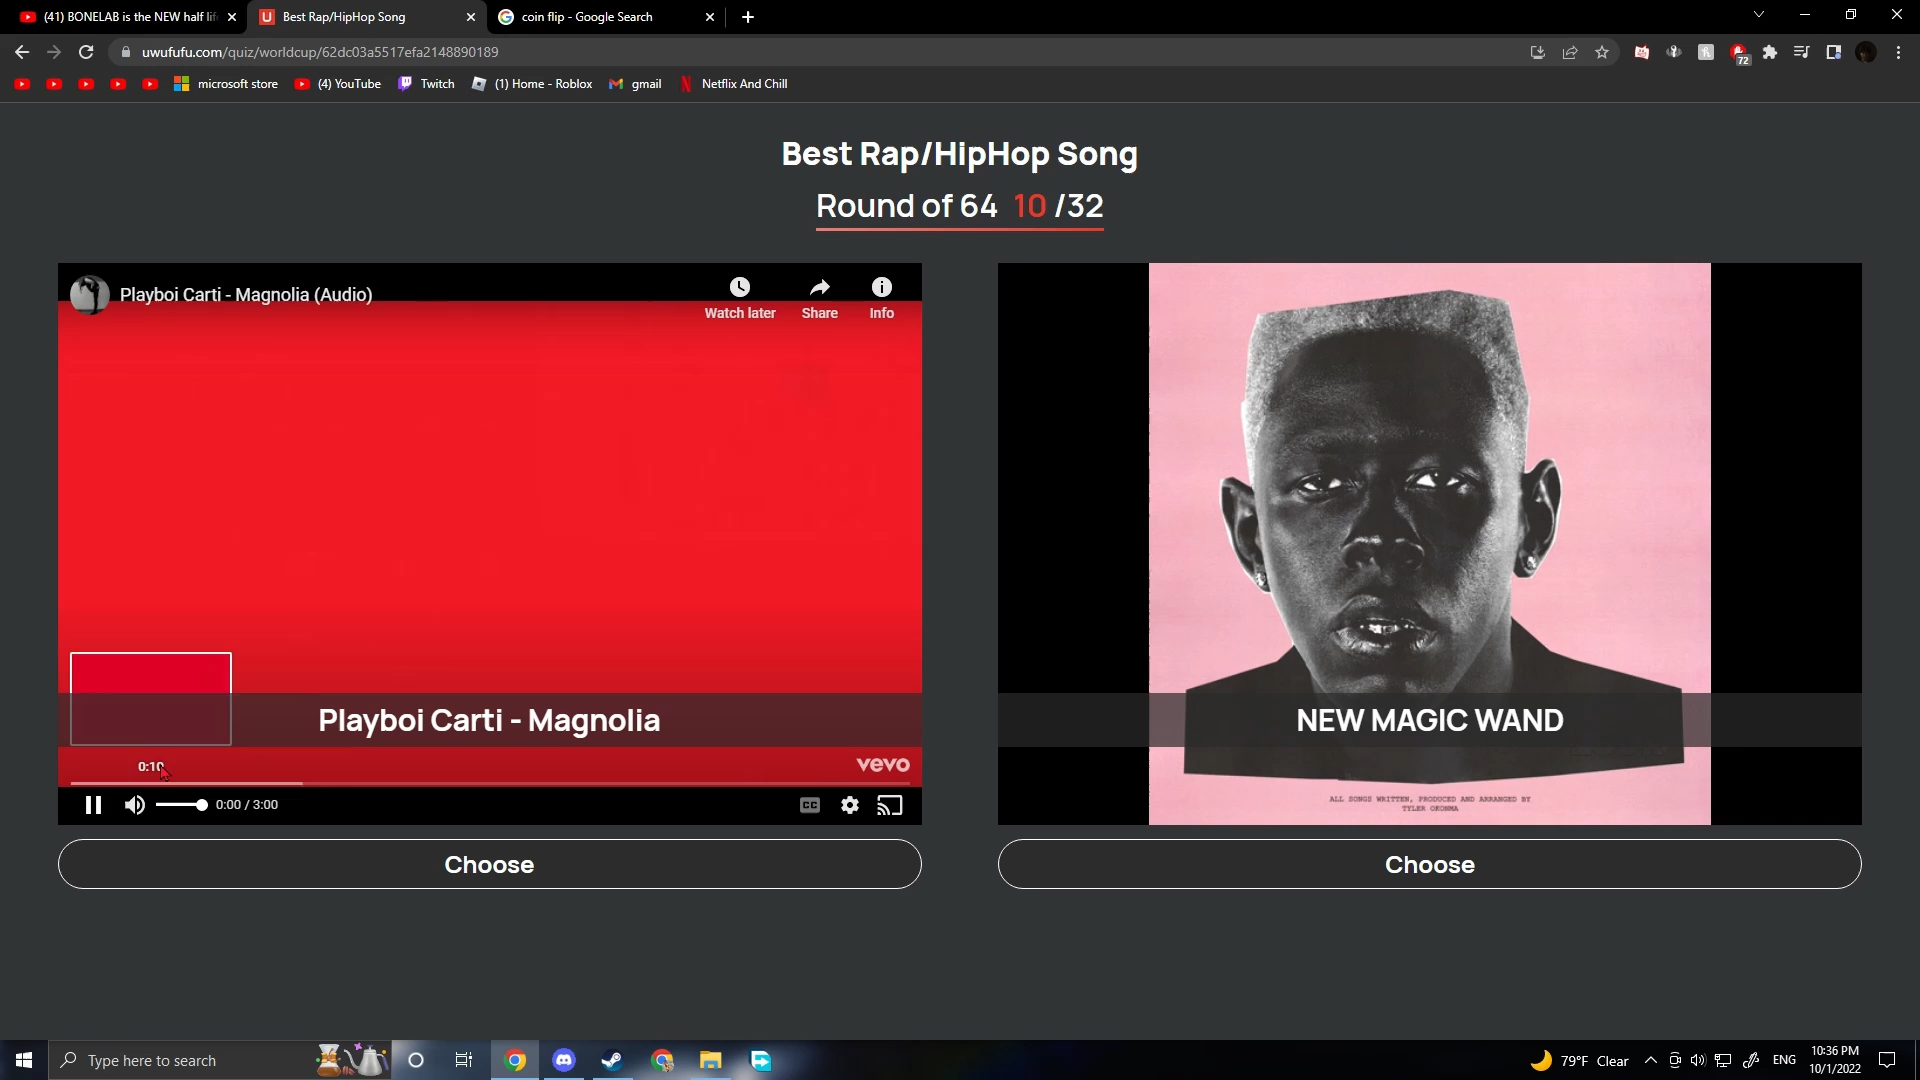 (41) BONELAB is the NEW half lif
Best Rap/HipHop Song
coin flip - Google Search
uwufufu.com/quiz/worldcup/62dc03a5517efa2148890189
72
microsoft store
(4) YouTube
Twitch
(1) Home - Roblox
gmail
Netflix And Chill
Best Rap/HipHop Song
Round of 64 10 /32
Playboi Carti - Magnolia (Audio)
Watch later
Share
Info
Playboi Carti - Magnolia
NEW MAGIC WAND
0:10
vevo
CC
0:00 / 3:00
ALL SONGS WRITTEN, PRODUCED AND ARRANGED BY
TYLER OKONMA
Choose
Choose
Type here to search
79°F Clear
ENG
10:36 PM
10/1/2022